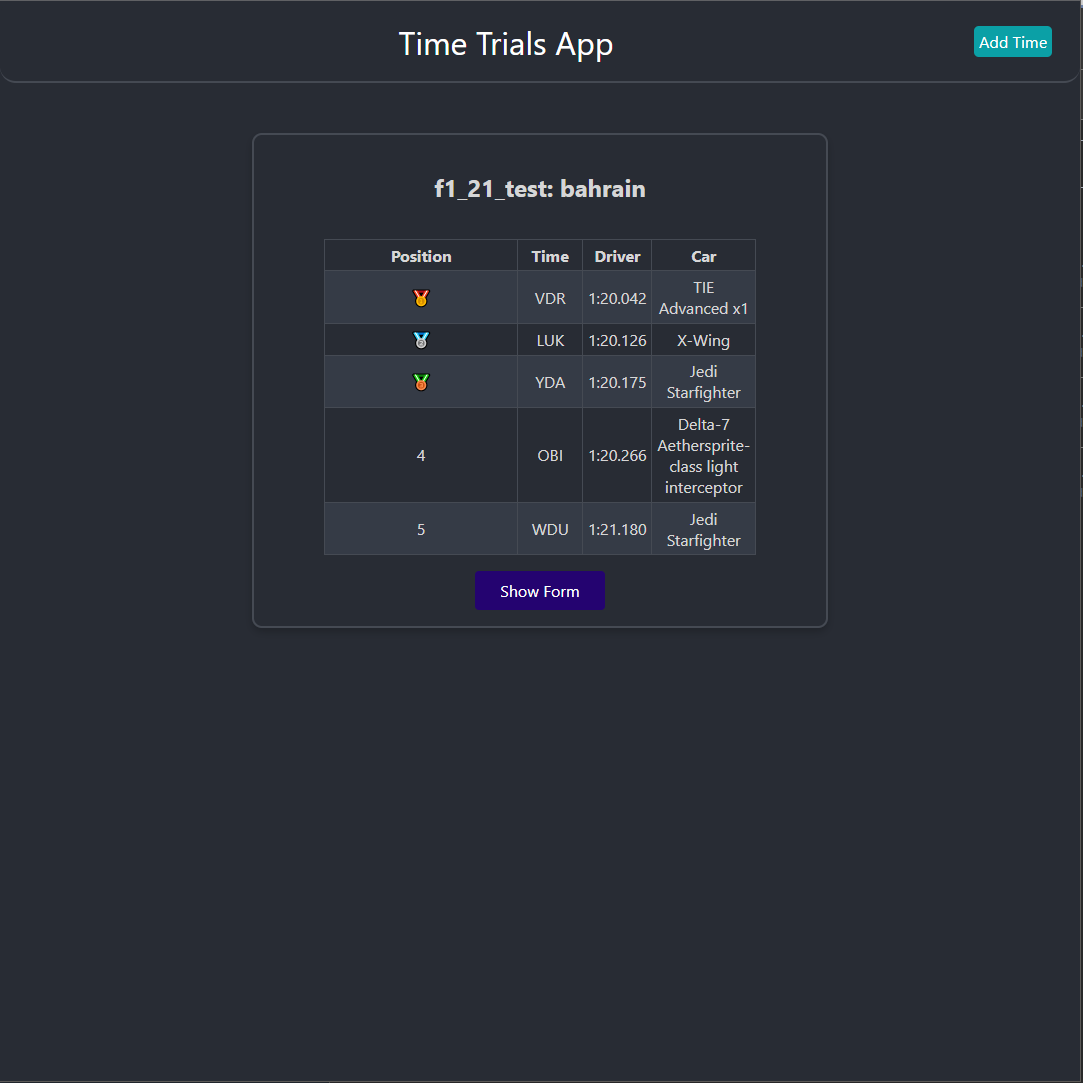 Time Trials App
Add Time
f1_21_test: bahrain
Position Time Driver Car
VDR 1:20.042 TIE
Advanced x1
2 LUK 1:20.126 X-Wing
YDA 1:20.175 Jedi
Starfighter
4 OBI 1:20.266 Delta-7
Aethersprite-
class light
interceptor
5 WDU 1:21.180 Jedi
Starfighter
Show Form